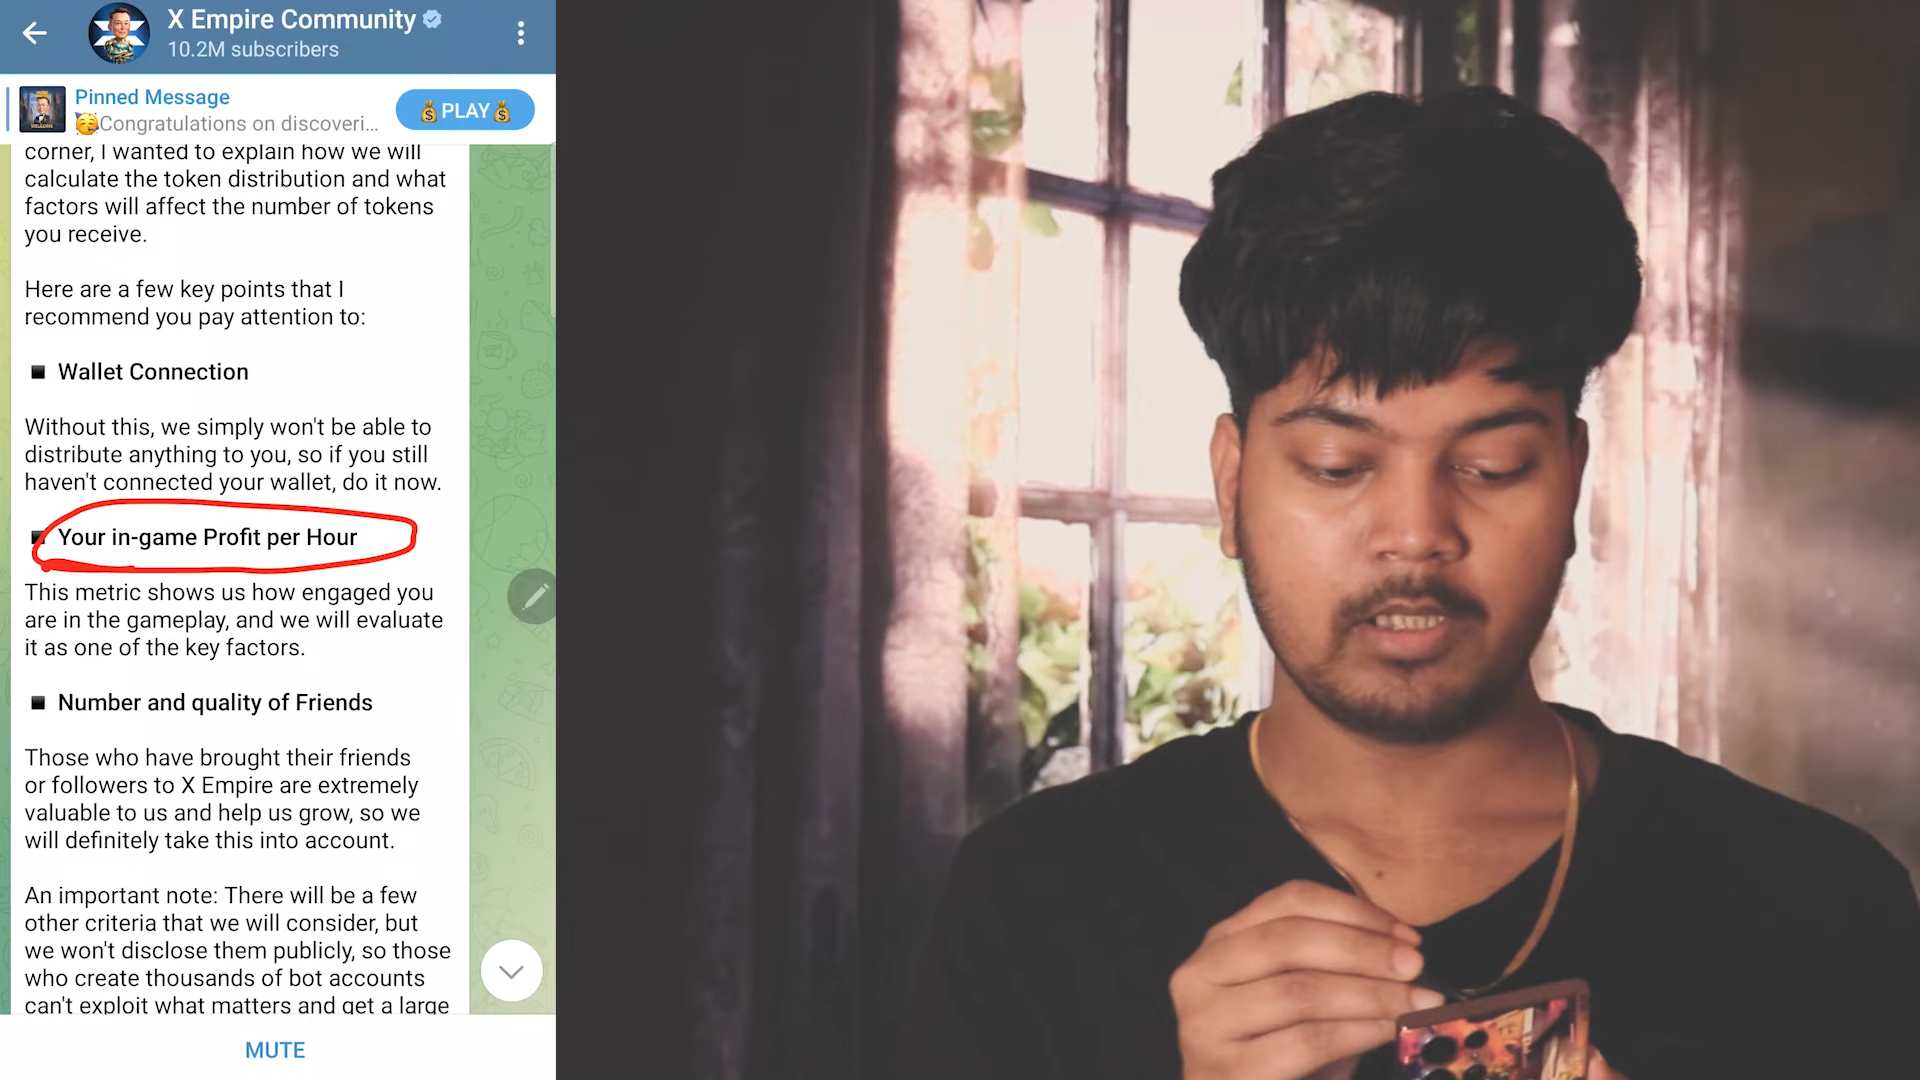 X Empire Community
10.2M subscribers
Pinned Message
🥳Congratulations on discoveri...
💰PLAY💰
corner, I wanted to explain how we will
calculate the token distribution and what
factors will affect the number of tokens
you receive.
Here are a few key points that I
recommend you pay attention to:
▪ Wallet Connection
Without this, we simply won't be able to
distribute anything to you, so if you still
haven't connected your wallet, do it now.
▪ Your in-game Profit per Hour
This metric shows us how engaged you
are in the gameplay, and we will evaluate
it as one of the key factors.
▪ Number and quality of Friends
Those who have brought their friends
or followers to X Empire are extremely
valuable to us and help us grow, so we
will definitely take this into account.
An important note: There will be a few
other criteria that we will consider, but
we won't disclose them publicly, so those
who create thousands of bot accounts
can't exploit what matters and get a large
MUTE